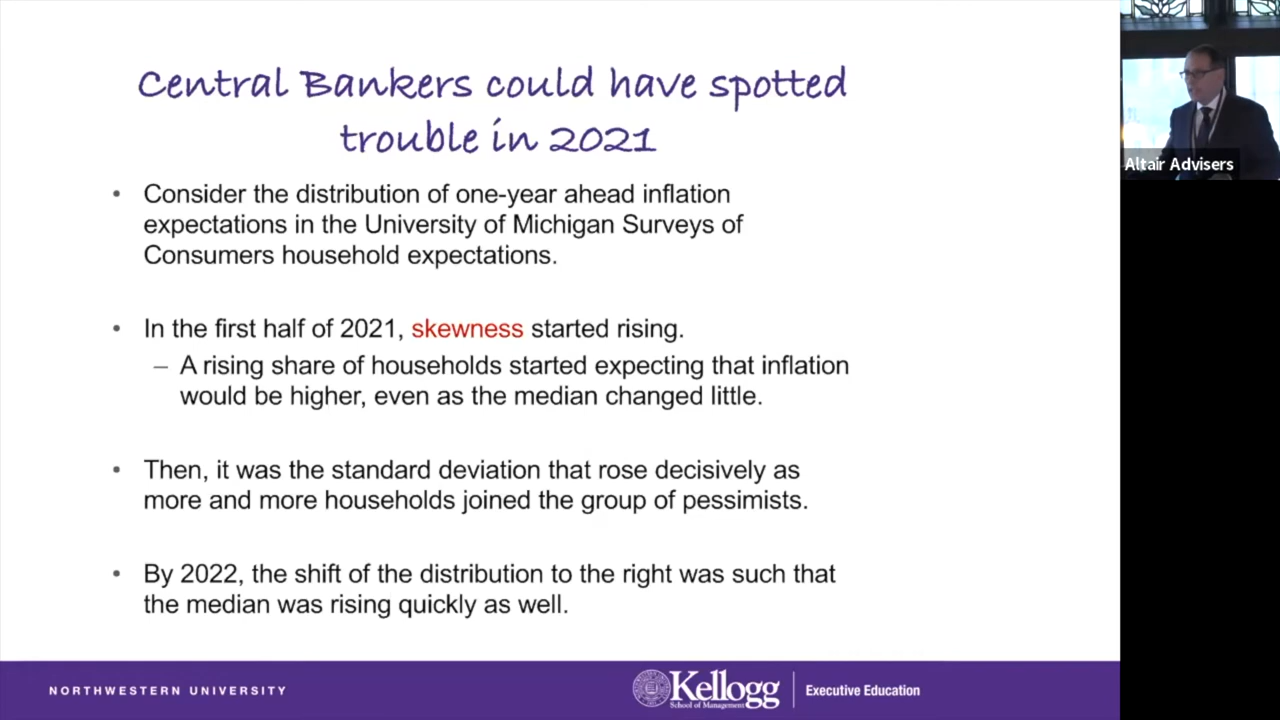 Central Bankers could have spotted
trouble in 2021
• Consider the distribution of one-year ahead inflation
expectations in the University of Michigan Surveys of
Consumers household expectations.
• In the first half of 2021, skewness started rising.
– A rising share of households started expecting that inflation
would be higher, even as the median changed little.
• Then, it was the standard deviation that rose decisively as
more and more households joined the group of pessimists.
• By 2022, the shift of the distribution to the right was such that
the median was rising quickly as well.
NORTHWESTERN UNIVERSITY
Kellogg
School of Management
Executive Education
Altair Advisers